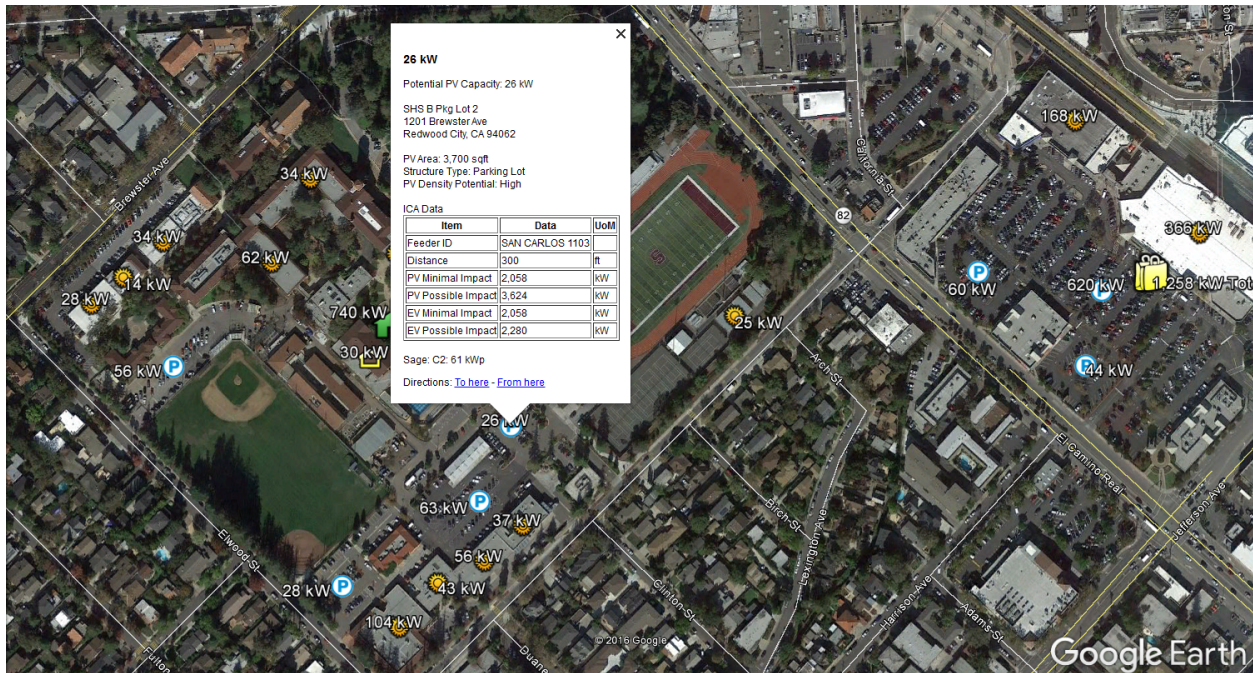 26 kW
Potential PV Capacity: 26 kW
SHS B Pkg Lot 2
1201 Brewster Ave
Redwood City, CA 94062
PV Area: 3,700 sqft
Structure Type: Parking Lot
PV Density Potential: High
ICA Data
Item Data UoM
Feeder ID SAN CARLOS 1103
Distance 300 ft
PV Minimal Impact 2,058 kW
PV Possible Impact 3,624 kW
EV Minimal Impact 2,058 kW
EV Possible Impact 2,280 kW
Sage: C2: 61 kWp
Directions: To here - From here
Brewster Ave
34 kW
34 kW
62 kW
14 kW
28 kW
740 kW
30 kW
P
56 kW
26 kW
P
63 kW
37 kW
56 kW
P
28 kW
43 kW
104 kW
25 kW
82
California St
168 kW
366 kW
P
60 kW
P
620 kW
1,258 kW Tot
P
44 kW
Arch St
Birch St
Lexington Ave
El Camino Real
Jefferson Ave
Elwood St
Clinton St
Harrison Ave
Adams St
Fulton
Duane
on St
© 2016 Google
Google Earth